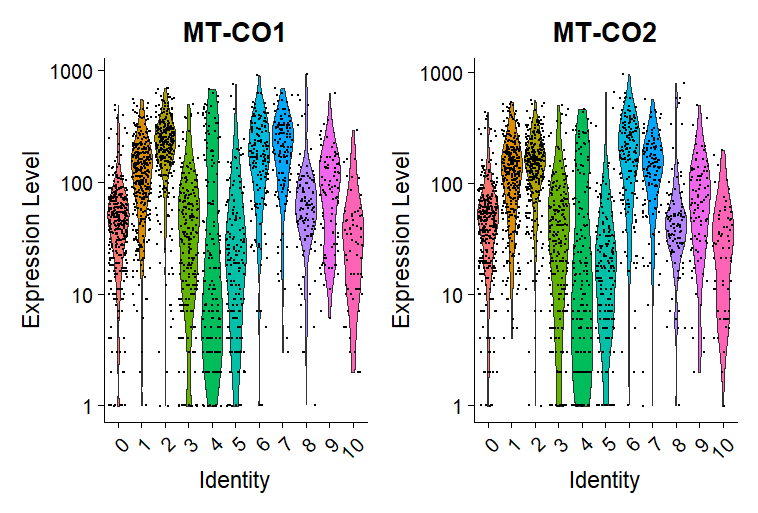 MT-CO1
Expression Level
1000
100
10
1
0 1 2 3 4 5 6 7 8 9 10
Identity
MT-CO2
Expression Level
1000
100
10
1
0 1 2 3 4 5 6 7 8 9 10
Identity